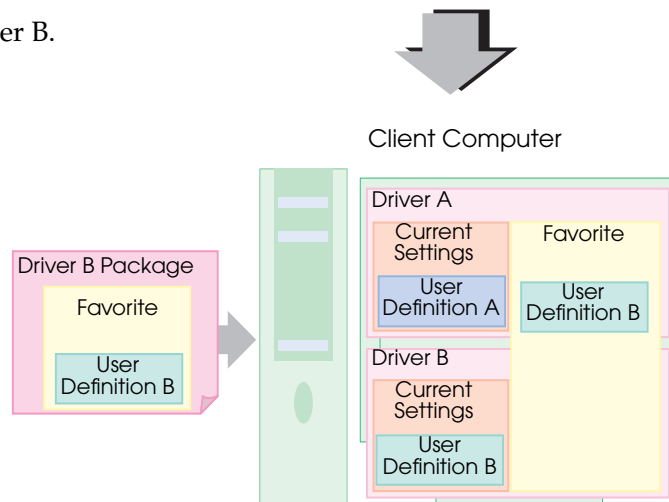 er B.
Client Computer
Driver A
Current
Settings
Favorite
User
Definition A
User
Definition B
Driver B Package
Favorite
User
Definition B
Driver B
Current
Settings
User
Definition B